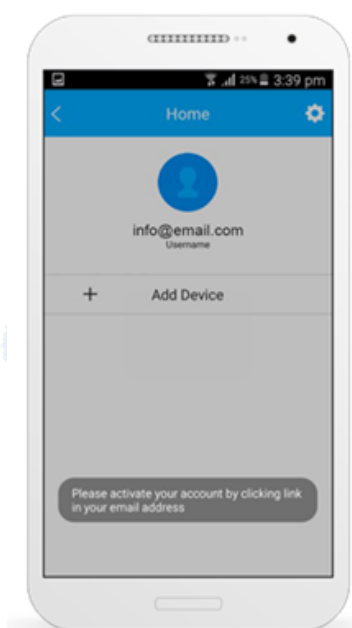 25% 3:39 pm
Home
info@email.com
Username
+ Add Device
Please activate your account by clicking link
in your email address